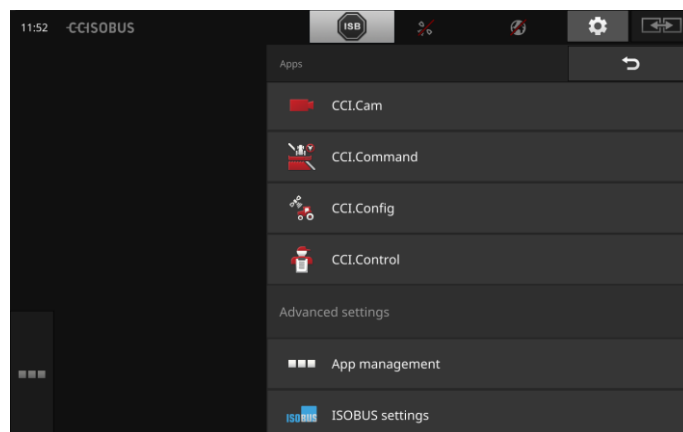 11:52 CCISOBUS
ISB
Apps
CCI.Cam
CCI.Command
CCI.Config
CCI.Control
Advanced settings
App management
ISOBUS ISOBUS settings